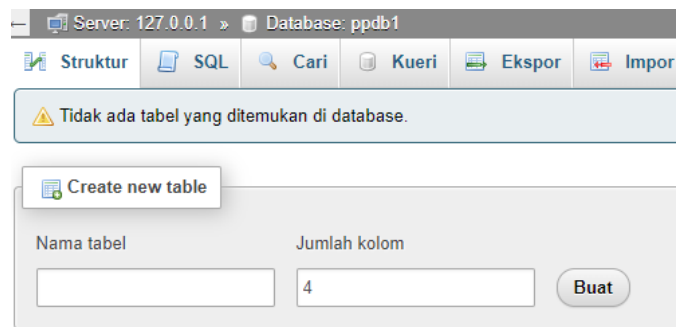 ← Server: 127.0.0.1 » Database: ppdb1
Struktur SQL Cari Kueri Ekspor Impor
Tidak ada tabel yang ditemukan di database.
Create new table
Nama tabel Jumlah kolom
4 Buat